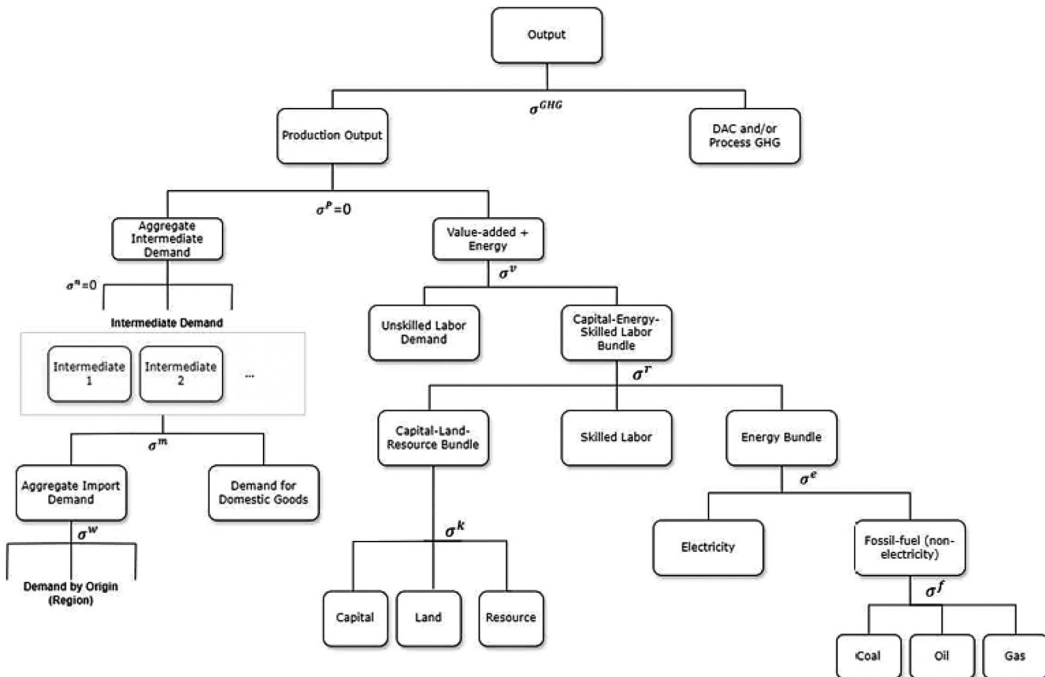 Output
σ^GHG
Production Output
DAC and/or
Process GHG
σ^P=0
Aggregate
Intermediate
Demand
Value-added +
Energy
σ^n=0
σ^v
Intermediate Demand
Unskilled Labor
Demand
Capital-Energy-
Skilled Labor
Bundle
Intermediate
1
Intermediate
2
...
σ^r
σ^m
Capital-Land-
Resource Bundle
Skilled Labor
Energy Bundle
Aggregate Import
Demand
Demand for
Domestic Goods
σ^e
σ^w
σ^k
Electricity
Fossil-fuel (non-
electricity)
Demand by Origin
(Region)
σ^f
Capital
Land
Resource
Coal
Oil
Gas